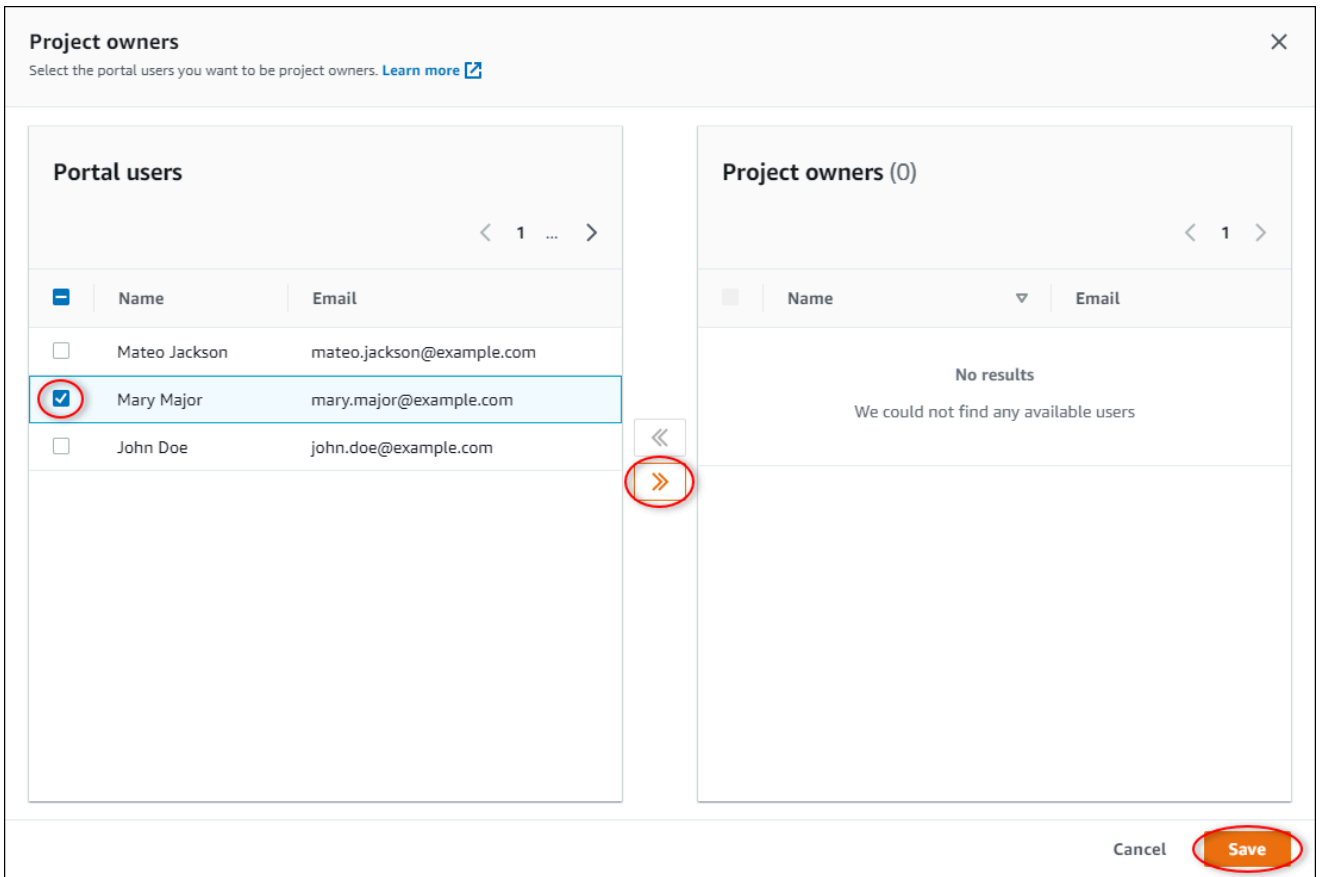 Project owners
Select the portal users you want to be project owners. Learn more
Portal users
1 ...
Name Email
Mateo Jackson mateo.jackson@example.com
Mary Major mary.major@example.com
John Doe john.doe@example.com
Project owners (0)
1
Name Email
No results
We could not find any available users
Cancel Save